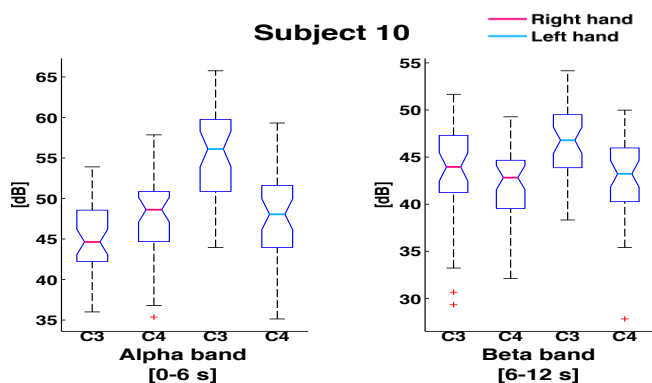 Subject 10
Right hand
Left hand
[dB]
65
60
55
50
45
40
35
C3 C4 C3 C4
Alpha band
[0-6 s]
[dB]
55
50
45
40
35
30
C3 C4 C3 C4
Beta band
[6-12 s]